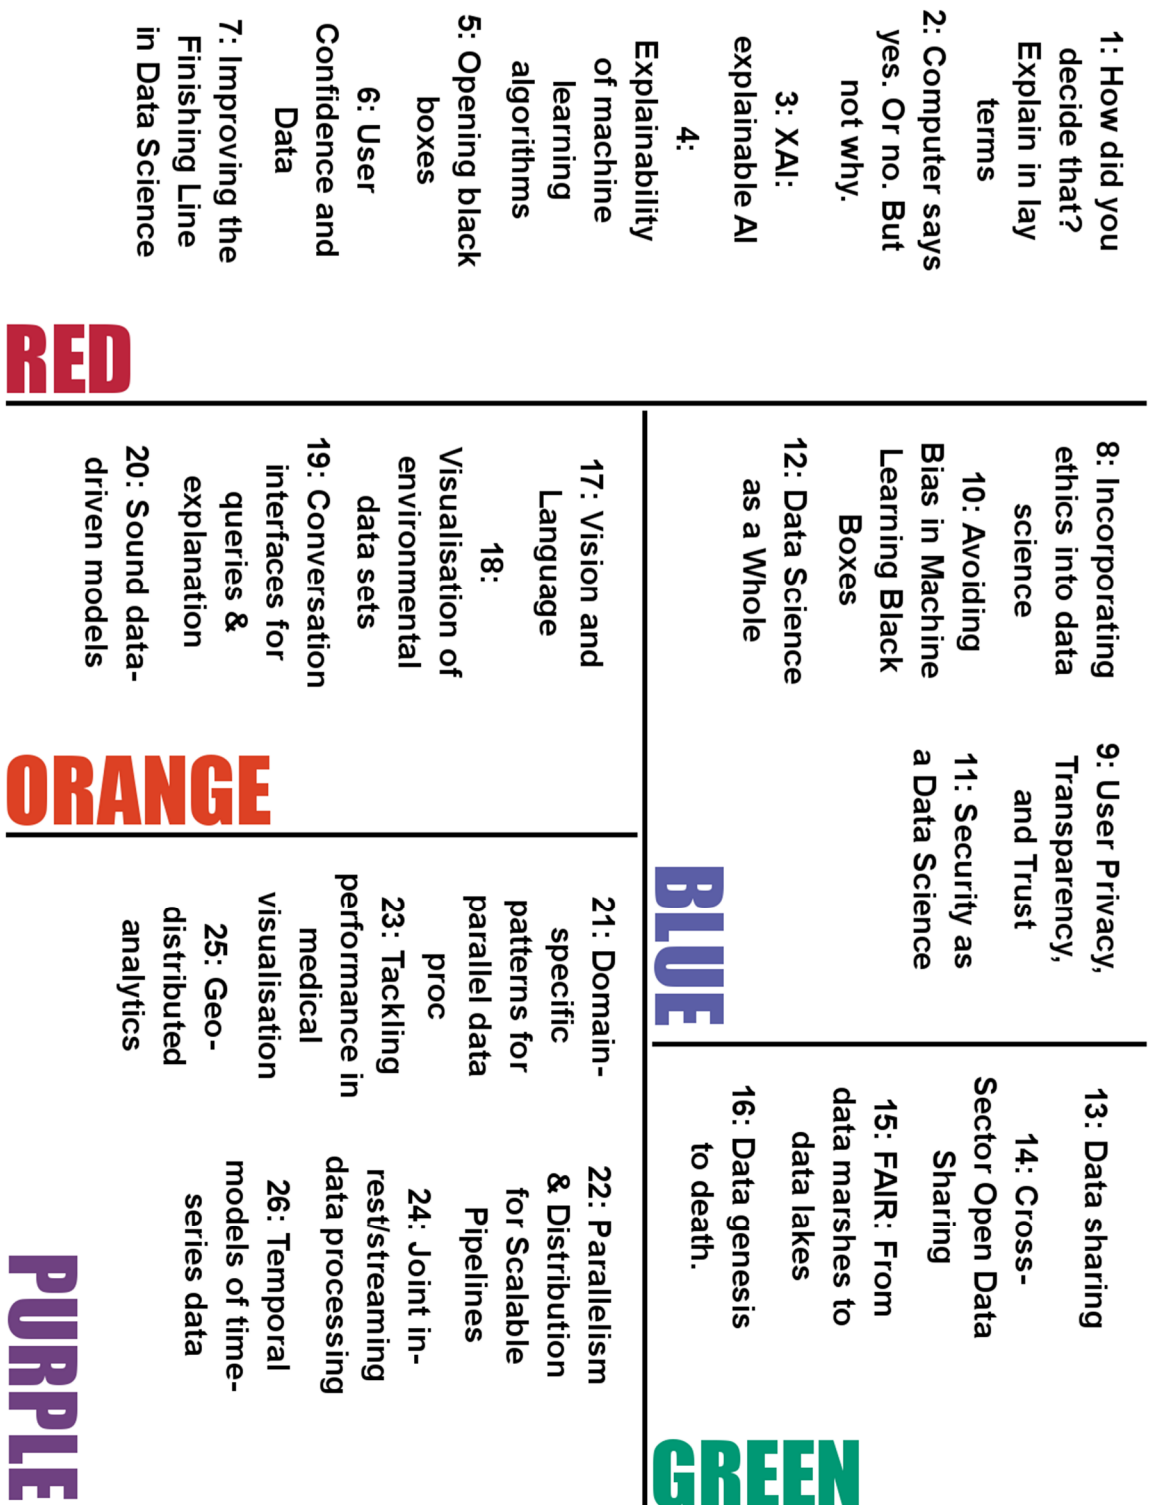 1: How did you
decide that?
Explain in lay
terms
2: Computer says
yes. Or no. But
not why.
3: XAI:
explainable AI
4:
Explainability
of machine
learning
algorithms
5: Opening black
boxes
6: User
Confidence and
Data
7: Improving the
Finishing Line
in Data Science
RED
8: Incorporating
ethics into data
science
9: User Privacy,
Transparency,
and Trust
10: Avoiding
Bias in Machine
Learning Black
Boxes
11: Security as
a Data Science
12: Data Science
as a Whole
BLUE
13: Data sharing
14: Cross-
Sector Open Data
Sharing
15: FAIR: From
data marshes to
data lakes
16: Data genesis
to death.
GREEN
17: Vision and
Language
18:
Visualisation of
environmental
data sets
19: Conversation
interfaces for
queries &
explanation
20: Sound data-
driven models
ORANGE
21: Domain-
specific
patterns for
parallel data
proc
22: Parallelism
& Distribution
for Scalable
Pipelines
23: Tackling
performance in
medical
visualisation
24: Joint in-
rest/streaming
data processing
25: Geo-
distributed
analytics
26: Temporal
models of time-
series data
PURPLE